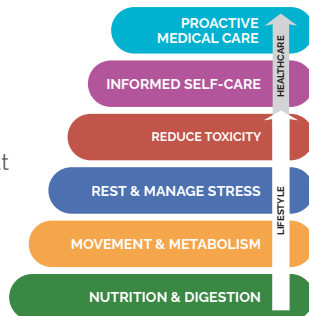 PROACTIVE
MEDICAL CARE
HEALTHCARE
INFORMED SELF-CARE
REDUCE TOXICITY
t
REST & MANAGE STRESS
LIFESTYLE
MOVEMENT & METABOLISM
NUTRITION & DIGESTION